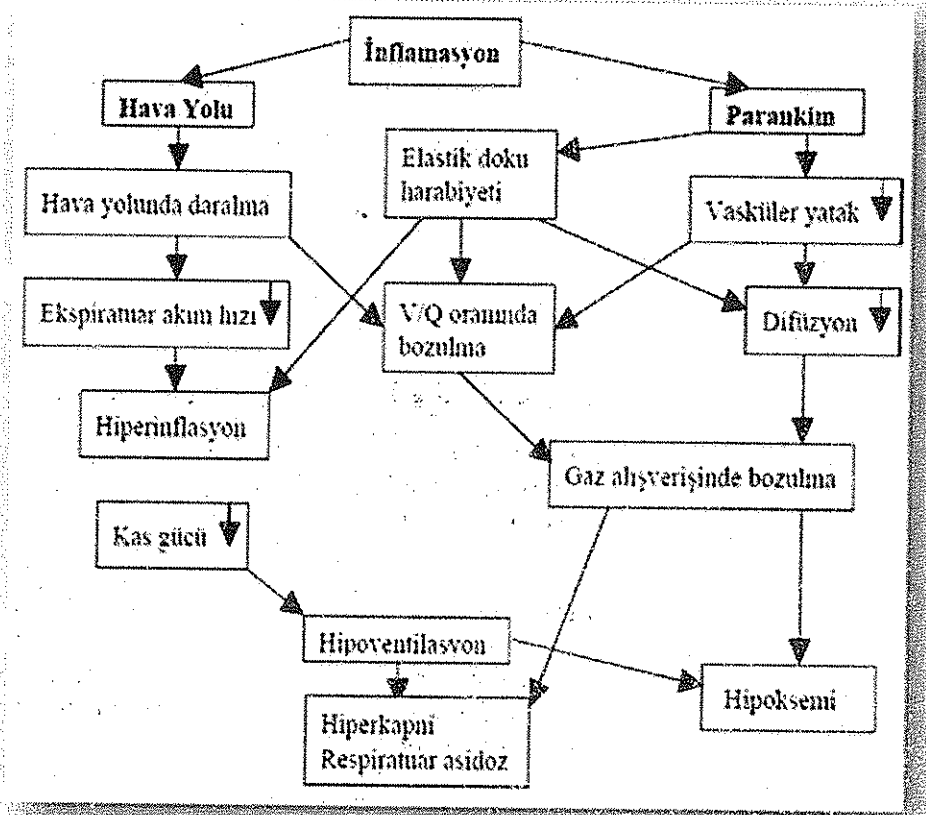 İnflamasyon
Hava Yolu
Parankim
Elastik doku
harabiyeti
Hava yolunda daralma
Vasküler yatak
Ekspiratuar akım hızı
V/Q oranında
bozulma
Difüzyon
Hiperinflasyon
Gaz alışverişinde bozulma
Kas gücü
Hipoventilasyon
Hipoksemi
Hiperkapni
Respiratuar asidoz